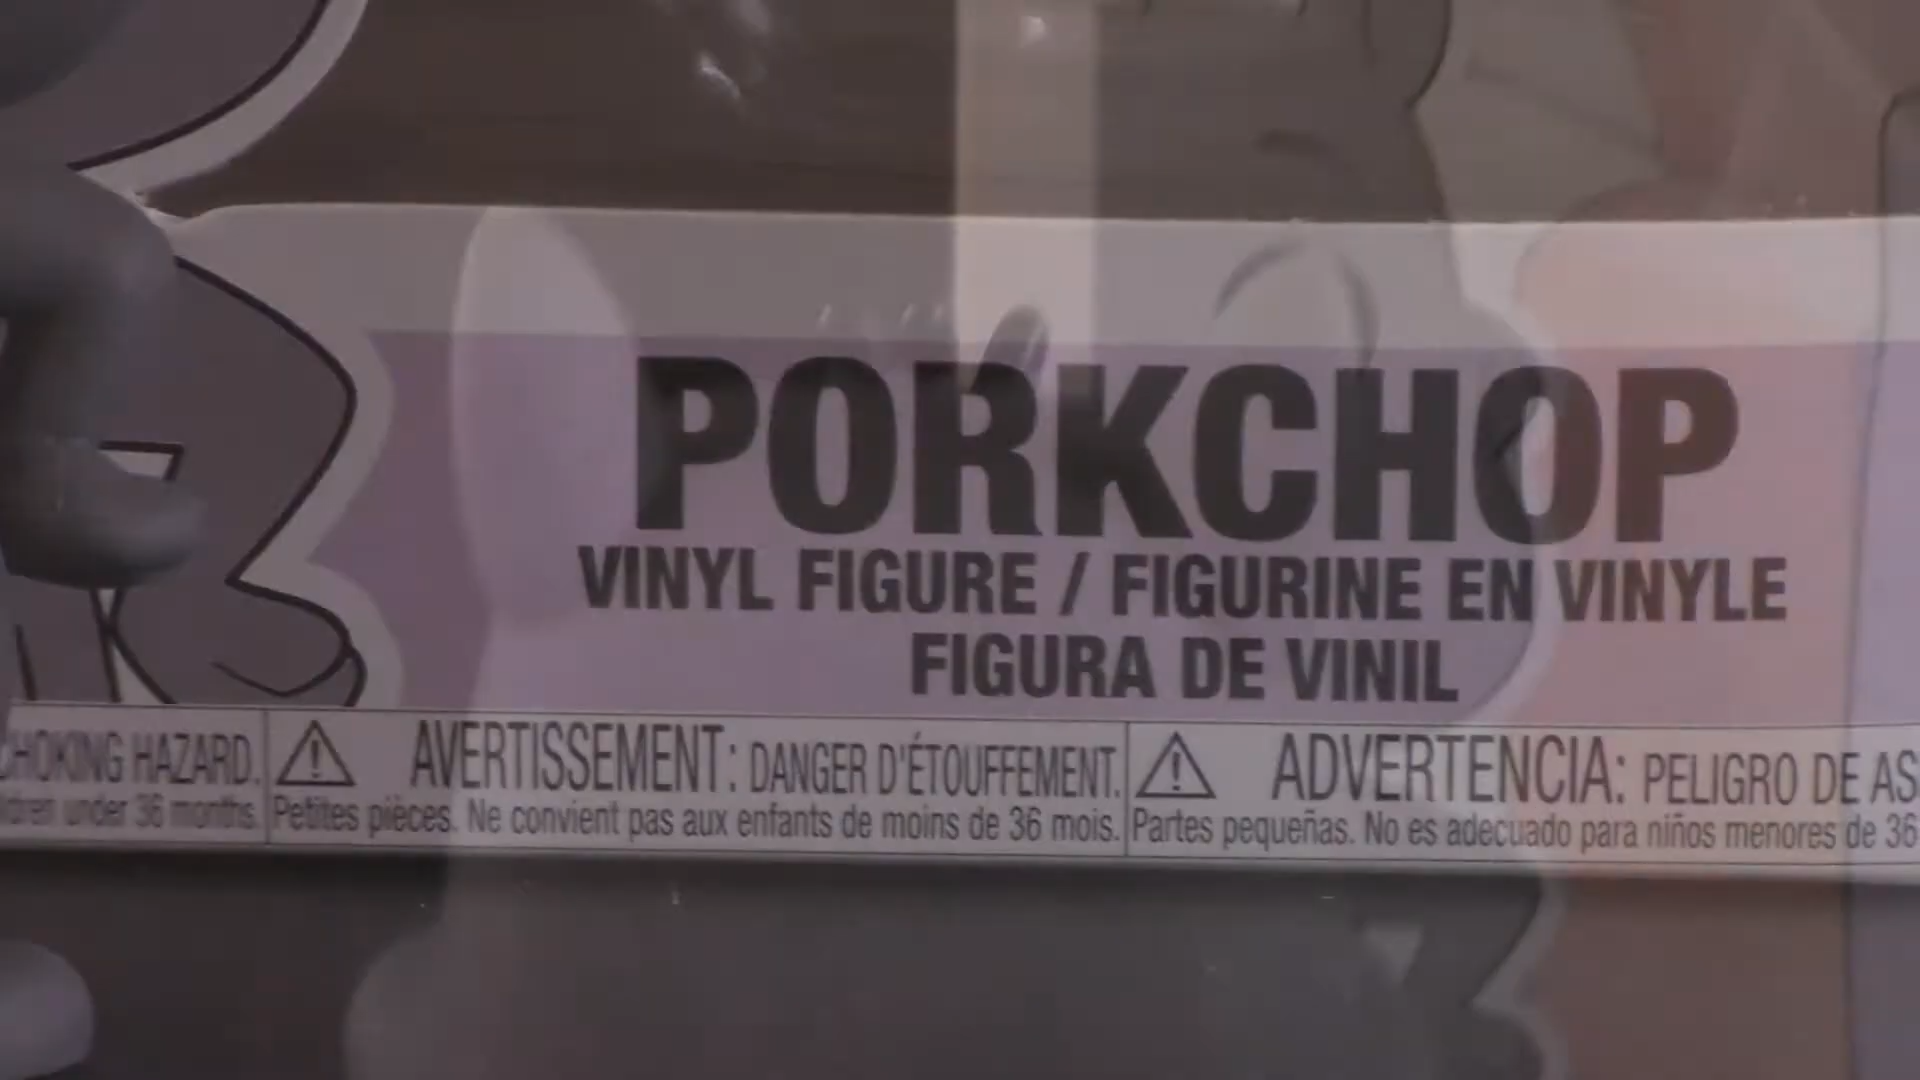 PORKCHOP
VINYL FIGURE / FIGURINE EN VINYLE
FIGURA DE VINIL
CHOKING HAZARD.
under 36 months.
AVERTISSEMENT: DANGER D'ÉTOUFFEMENT.
Petites pièces. Ne convient pas aux enfants de moins de 36 mois.
ADVERTENCIA: PELIGRO DE AS
Partes pequeñas. No es adecuado para niños menores de 36